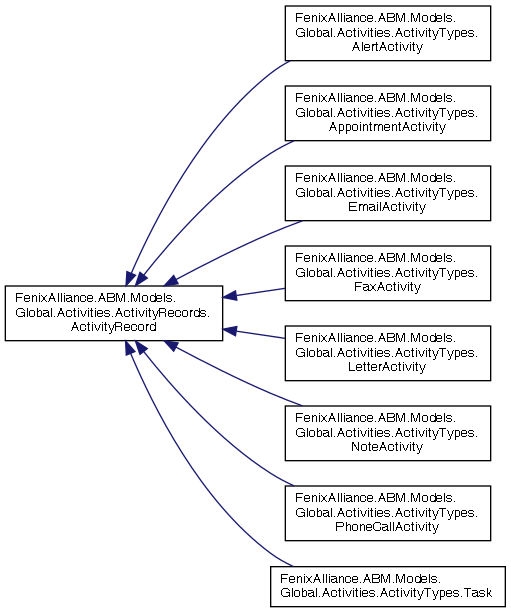 FenixAlliance.ABM.Models.
Global.Activities.ActivityTypes.
AlertActivity
FenixAlliance.ABM.Models.
Global.Activities.ActivityTypes.
AppointmentActivity
FenixAlliance.ABM.Models.
Global.Activities.ActivityTypes.
EmailActivity
FenixAlliance.ABM.Models.
Global.Activities.ActivityTypes.
FaxActivity
FenixAlliance.ABM.Models.
Global.Activities.ActivityRecords.
ActivityRecord
FenixAlliance.ABM.Models.
Global.Activities.ActivityTypes.
LetterActivity
FenixAlliance.ABM.Models.
Global.Activities.ActivityTypes.
NoteActivity
FenixAlliance.ABM.Models.
Global.Activities.ActivityTypes.
PhoneCallActivity
FenixAlliance.ABM.Models.
Global.Activities.ActivityTypes.Task